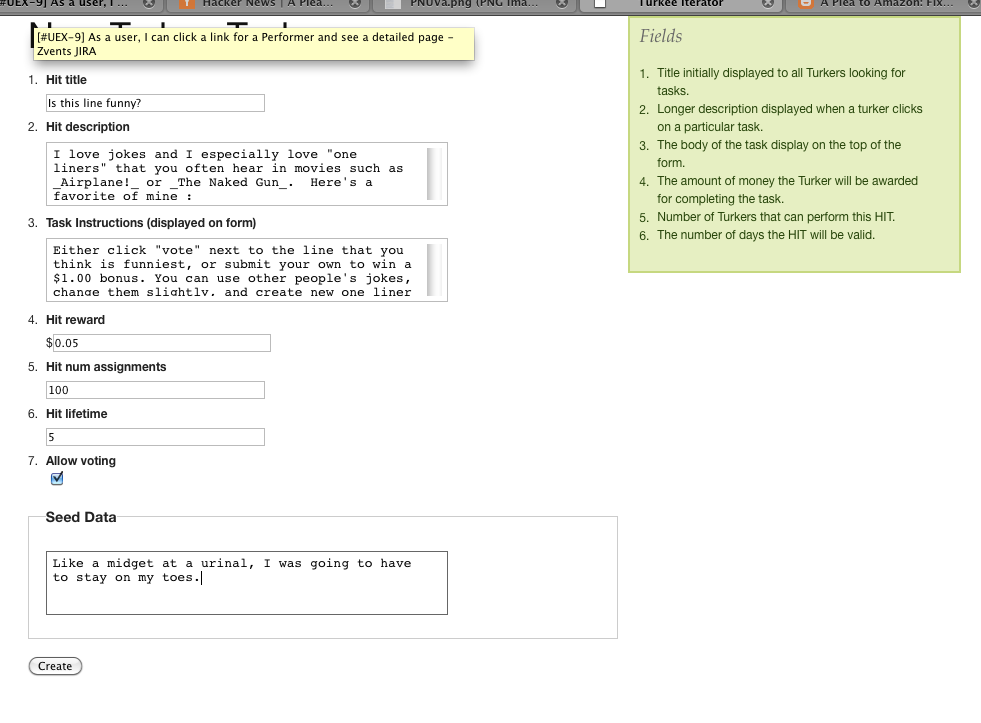 #UEX-9] As a user, I ...
Hacker News | A Plea...
PNUVa.png (PNG Ima...
Turkee Iterator
A Plea to Amazon: Fix...
[#UEX-9] As a user, I can click a link for a Performer and see a detailed page –
Zvents JIRA
1. Hit title
Is this line funny?
2. Hit description
I love jokes and I especially love "one
liners" that you often hear in movies such as
_Airplane!_ or _The Naked Gun_.  Here's a
favorite of mine :
3. Task Instructions (displayed on form)
Either click "vote" next to the line that you
think is funniest, or submit your own to win a
$1.00 bonus. You can use other people's jokes,
change them slightly, and create new one liner
4. Hit reward
$0.05
5. Hit num assignments
100
6. Hit lifetime
5
7. Allow voting
Seed Data
Like a midget at a urinal, I was going to have
to stay on my toes.
Create
Fields
1. Title initially displayed to all Turkers looking for
tasks.
2. Longer description displayed when a turker clicks
on a particular task.
3. The body of the task display on the top of the
form.
4. The amount of money the Turker will be awarded
for completing the task.
5. Number of Turkers that can perform this HIT.
6. The number of days the HIT will be valid.